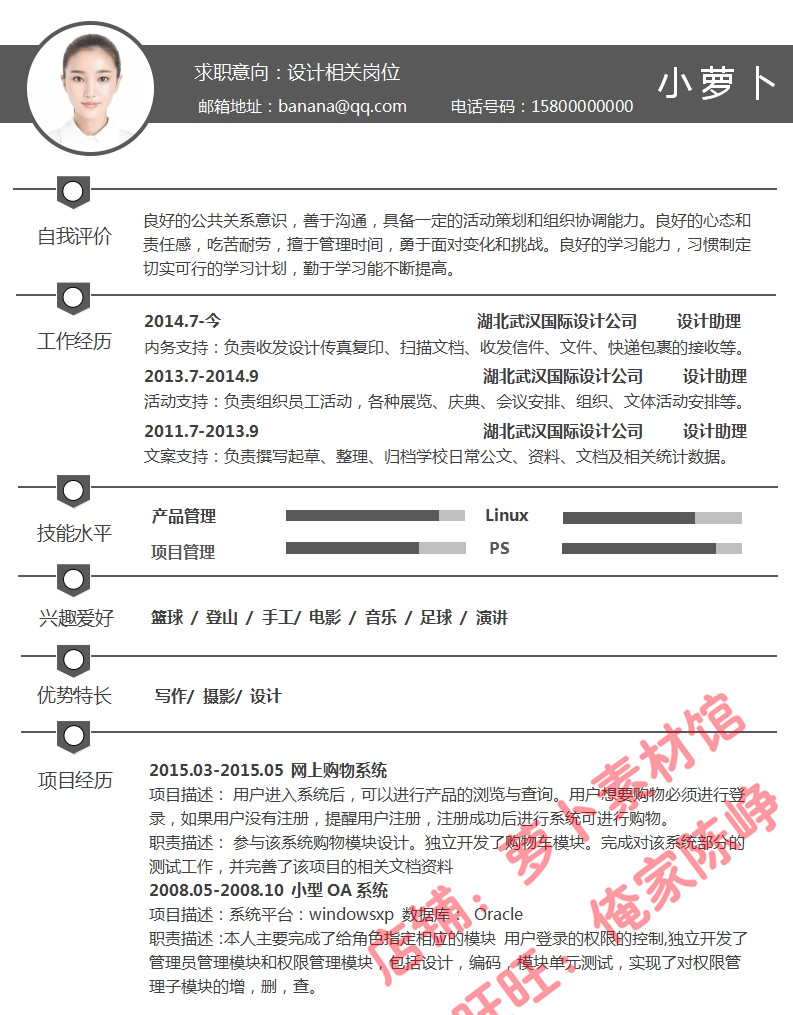 求职意向：设计相关岗位
小萝卜
邮箱地址：banana@qq.com 电话号码：15800000000
自我评价
良好的公共关系意识，善于沟通，具备一定的活动策划和组织协调能力。良好的心态和
责任感，吃苦耐劳，擅于管理时间，勇于面对变化和挑战。良好的学习能力，习惯制定
切实可行的学习计划，勤于学习能不断提高。
工作经历
2014.7-今 湖北武汉国际设计公司 设计助理
内务支持：负责收发设计传真复印、扫描文档、收发信件、文件、快递包裹的接收等。
2013.7-2014.9 湖北武汉国际设计公司 设计助理
活动支持：负责组织员工活动，各种展览、庆典、会议安排、组织、文体活动安排等。
2011.7-2013.9 湖北武汉国际设计公司 设计助理
文案支持：负责撰写起草、整理、归档学校日常公文、资料、文档及相关统计数据。
技能水平
产品管理 Linux
项目管理 PS
兴趣爱好
篮球 / 登山 / 手工/ 电影 / 音乐 / 足球 / 演讲
优势特长
写作/ 摄影/ 设计
项目经历
2015.03-2015.05 网上购物系统
项目描述： 用户进入系统后，可以进行产品的浏览与查询。用户想要购物必须进行登
录，如果用户没有注册，提醒用户注册，注册成功后进行系统可进行购物。
职责描述： 参与该系统购物模块设计。独立开发了购物车模块。完成对该系统部分的
测试工作，并完善了该项目的相关文档资料
2008.05-2008.10 小型 OA 系统
项目描述：系统平台：windowsxp 数据库： Oracle
职责描述：本人主要完成了给角色指定相应的模块 用户登录的权限的控制,独立开发了
管理员管理模块和权限管理模块，包括设计，编码，模块单元测试，实现了对权限管
理子模块的增，删，查。
店铺：萝卜素材馆
旺旺：俺家陈峥